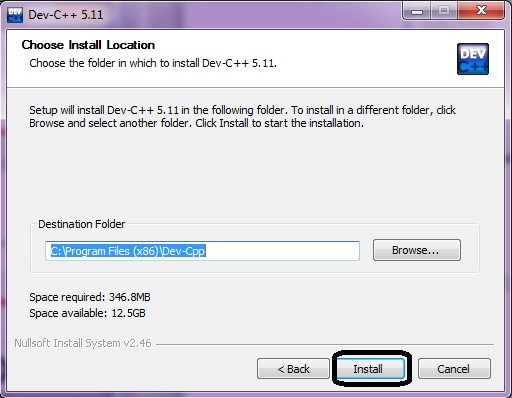 Dev-C++ 5.11
Choose Install Location
Choose the folder in which to install Dev-C++ 5.11.
DEV
C++
Setup will install Dev-C++ 5.11 in the following folder. To install in a different folder, click
Browse and select another folder. Click Install to start the installation.
Destination Folder
C:\Program Files (x86)\Dev-Cpp
Browse...
Space required: 346.8MB
Space available: 12.5GB
Nullsoft Install System v2.46
< Back
Install
Cancel